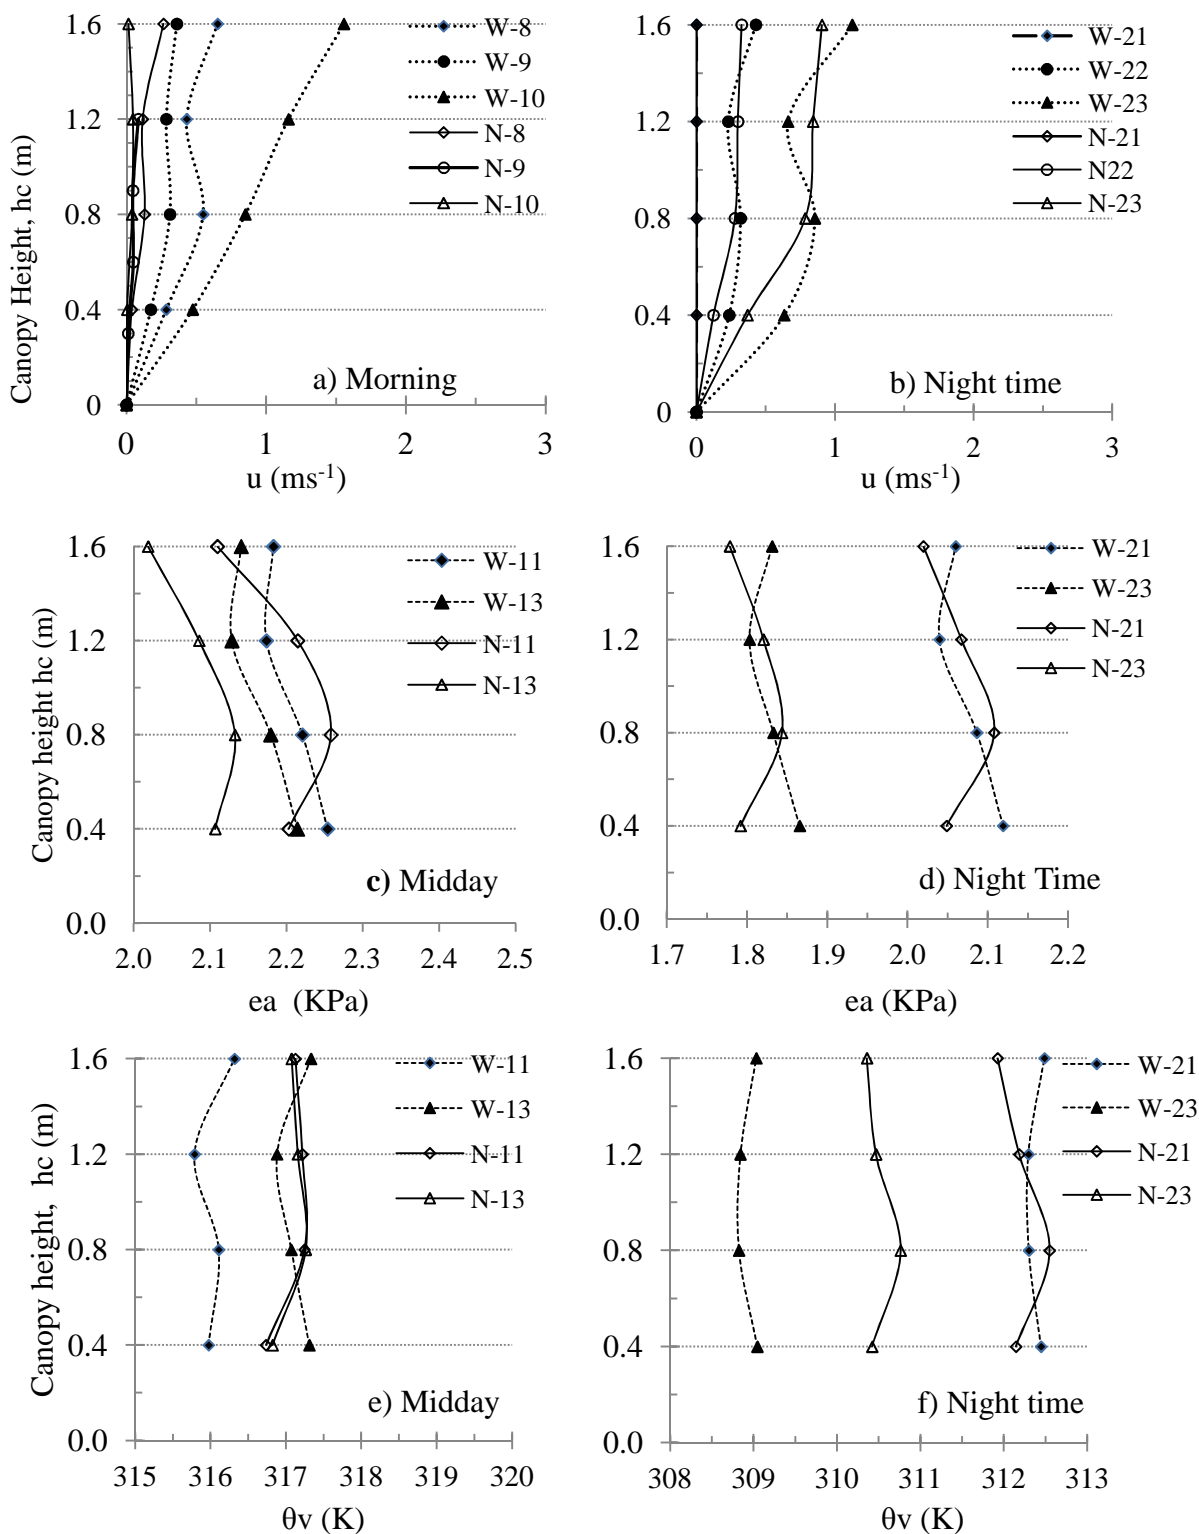 1.6
1.2
0.8
0.4
0
Canopy Height, hc (m)
W-8
W-9
W-10
N-8
N-9
N-10
a) Morning
0 1 2 3
u (ms-1)
1.6
1.2
0.8
0.4
0
W-21
W-22
W-23
N-21
N22
N-23
b) Night time
0 1 2 3
u (ms-1)
1.6
1.2
0.8
0.4
0.0
Canopy height hc (m)
W-11
W-13
N-11
N-13
c) Midday
2.0 2.1 2.2 2.3 2.4 2.5
ea (KPa)
1.6
1.2
0.8
0.4
0.0
W-21
W-23
N-21
N-23
d) Night Time
1.7 1.8 1.9 2.0 2.1 2.2
ea (KPa)
1.6
1.2
0.8
0.4
0.0
Canopy height, hc (m)
W-11
W-13
N-11
N-13
e) Midday
315 316 317 318 319 320
θv (K)
1.6
1.2
0.8
0.4
0.0
W-21
W-23
N-21
N-23
f) Night time
308 309 310 311 312 313
θv (K)